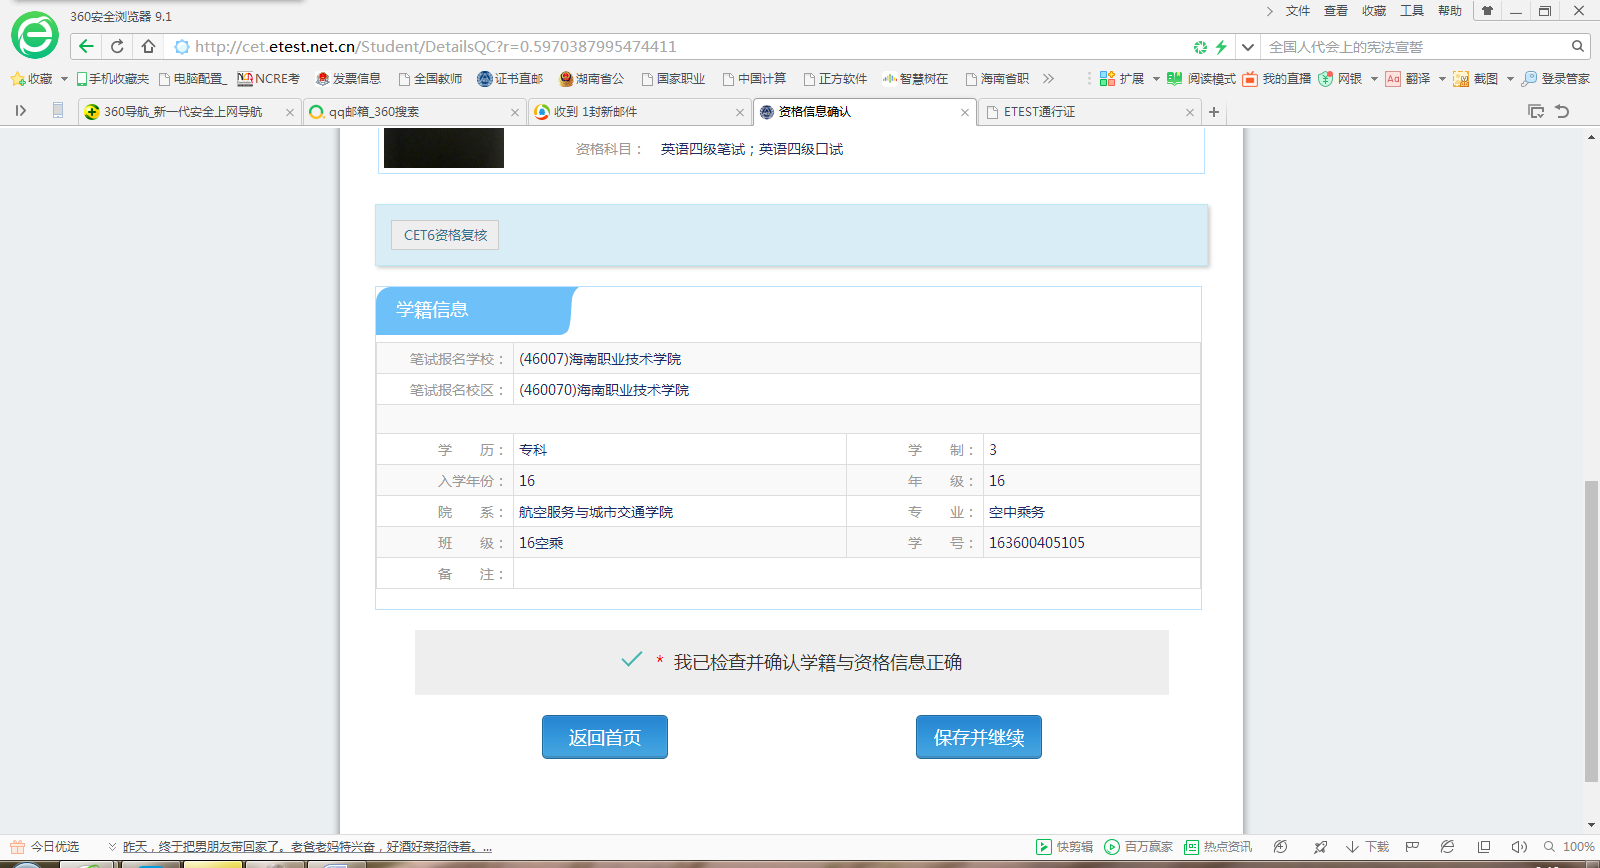 360安全浏览器 9.1
文件 查看 收藏 工具 帮助
http://cet.etest.net.cn/Student/DetailsQC?r=0.5970387995474411
全国人代会上的宪法宣誓
收藏 手机收藏夹 电脑配置_ NCRE考 发票信息 全国教师 证书直邮 湖南省公 国家职业 中国计算 正方软件 智慧树在 海南省职 扩展 阅读模式 我的直播 网银 翻译 截图 登录管家
360导航_新一代安全上网导航 qq邮箱_360搜索 收到 1封新邮件 资格信息确认 ETEST通行证
资格科目： 英语四级笔试；英语四级口试
CET6资格复核
学籍信息
笔试报名学校： (46007)海南职业技术学院
笔试报名校区： (460070)海南职业技术学院
学 历： 专科 学 制： 3
入学年份： 16 年 级： 16
院 系： 航空服务与城市交通学院 专 业： 空中乘务
班 级： 16空乘 学 号： 163600405105
备 注：
* 我已检查并确认学籍与资格信息正确
返回首页 保存并继续
今日优选 昨天，终于把男朋友带回家了。老爸老妈特兴奋，好酒好菜招待着。... 快剪辑 百万赢家 热点资讯 下载 100%